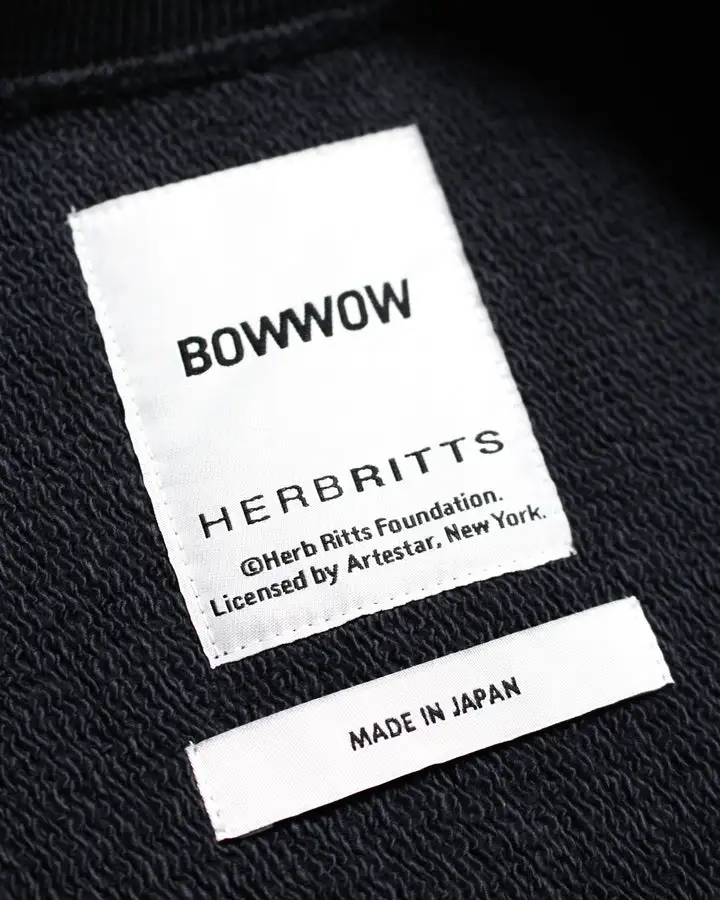 BOWWOW
HERBRITTS
©Herb Ritts Foundation.
Licensed by Artestar, New York.
MADE IN JAPAN